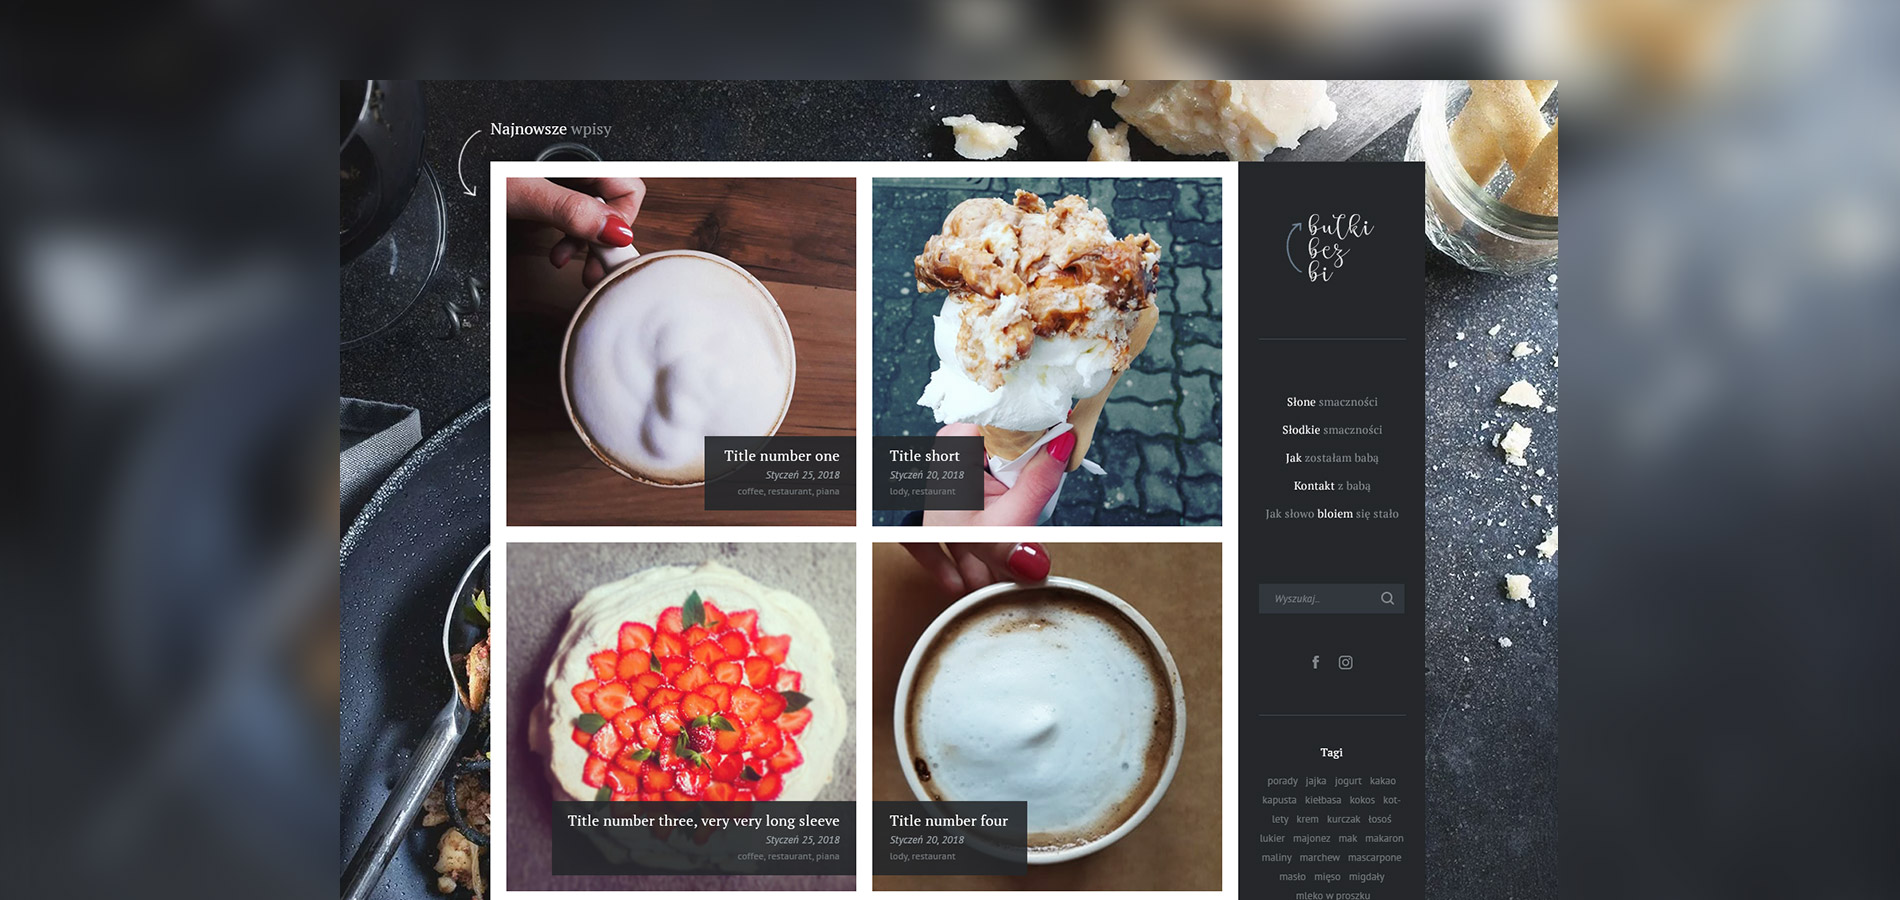 Najnowsze wpisy
Title number one
Styczeń 25, 2018
coffee, restaurant, piana
Title short
Styczeń 20, 2018
lody, restaurant
Title number three, very very long sleeve
Styczeń 25, 2018
coffee, restaurant, piana
Title number four
Styczeń 20, 2018
lody, restaurant
bułki
bez
bi
Słone smaczności
Słodkie smaczności
Jak zostałam babą
Kontakt z babą
Jak słowo bloiem się stało
Wyszukaj...
Tagi
porady jajka jogurt kakao
kapusta kiełbasa kokos kot-
lety krem kurczak łosoś
lukier majonez mak makaron
maliny marchew mascarpone
masło mięso migdały
mleko w proszku